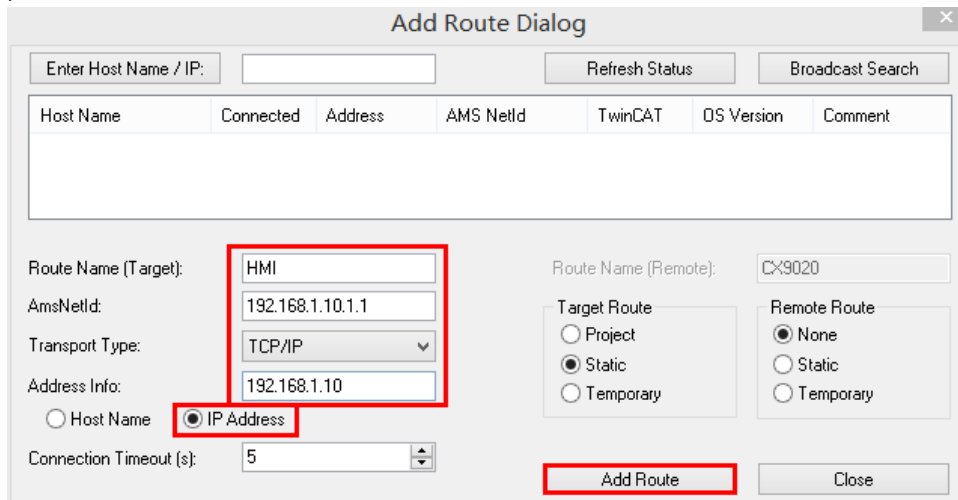 Add Route Dialog
Enter Host Name / IP: Refresh Status Broadcast Search
Host Name Connected Address AMS NetId TwinCAT OS Version Comment
Route Name (Target): HMI Route Name (Remote): CX9020
AmsNetId: 192.168.1.10.1.1 Target Route Remote Route
Project None
Transport Type: TCP/IP
Static Static
Address Info: 192.168.1.10
Temporary Temporary
Host Name IP Address
Connection Timeout (s): 5
Add Route Close